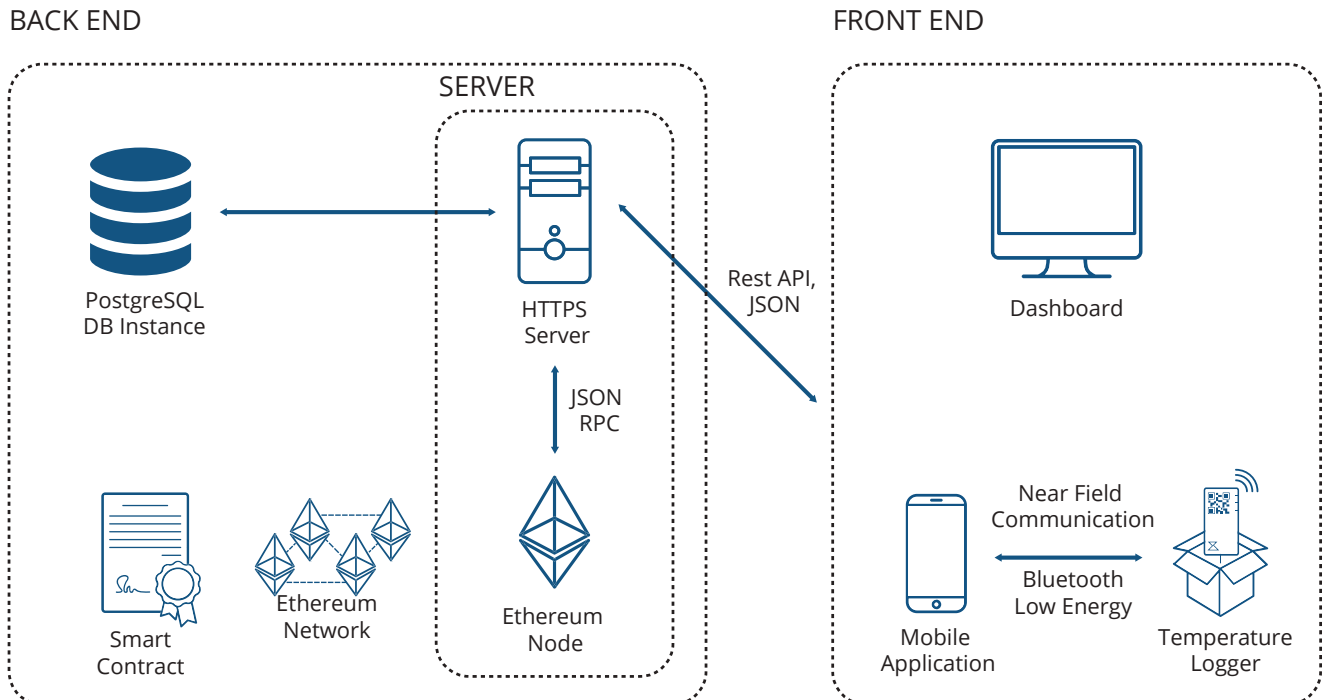 BACK END
FRONT END
SERVER
PostgreSQL
DB Instance
HTTPS
Server
Rest API,
JSON
Dashboard
JSON
RPC
Smart
Contract
Ethereum
Network
Ethereum
Node
Near Field
Communication
Bluetooth
Low Energy
Mobile
Application
Temperature
Logger